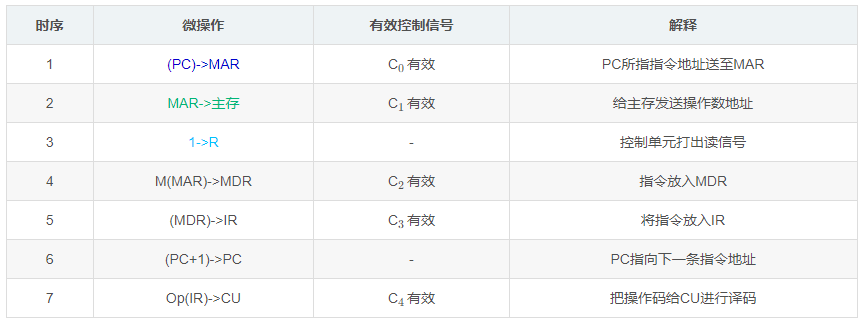 时序 微操作 有效控制信号 解释
1 (PC)->MAR C0 有效 PC所指指令地址送至MAR
2 MAR->主存 C1 有效 给主存发送操作数地址
3 1->R - 控制单元打出读信号
4 M(MAR)->MDR C2 有效 指令放入MDR
5 (MDR)->IR C3 有效 将指令放入IR
6 (PC+1)->PC - PC指向下一条指令地址
7 Op(IR)->CU C4 有效 把操作码给CU进行译码